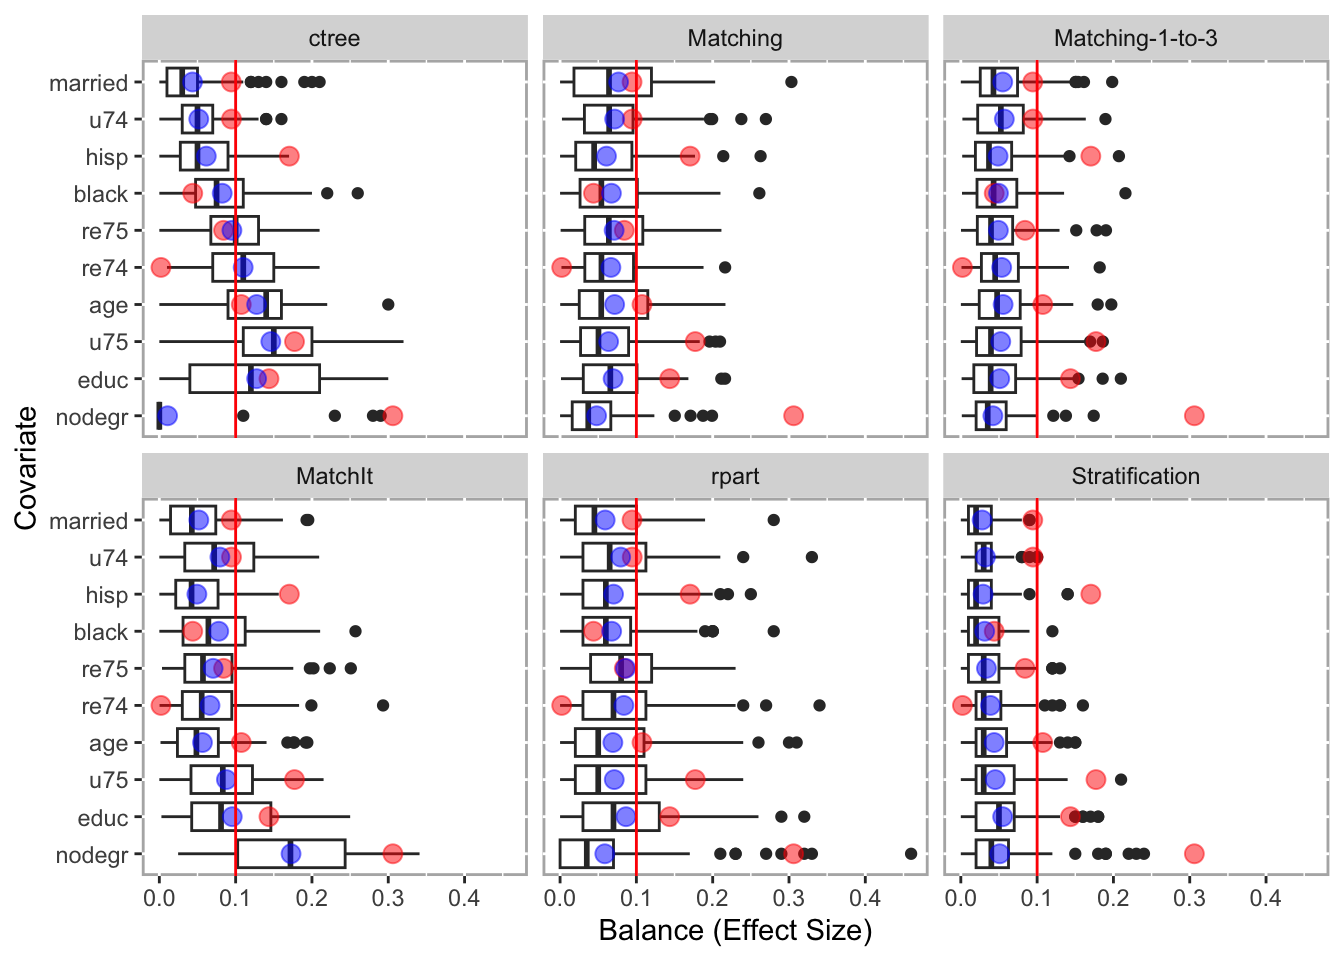 ctree
Matching
Matching-1-to-3
married
u74
hisp
black
re75
re74
age
u75
educ
nodegr
Covariate
MatchIt
rpart
Stratification
married
u74
hisp
black
re75
re74
age
u75
educ
nodegr
0.0 0.1 0.2 0.3 0.4
0.0 0.1 0.2 0.3 0.4
0.0 0.1 0.2 0.3 0.4
Balance (Effect Size)